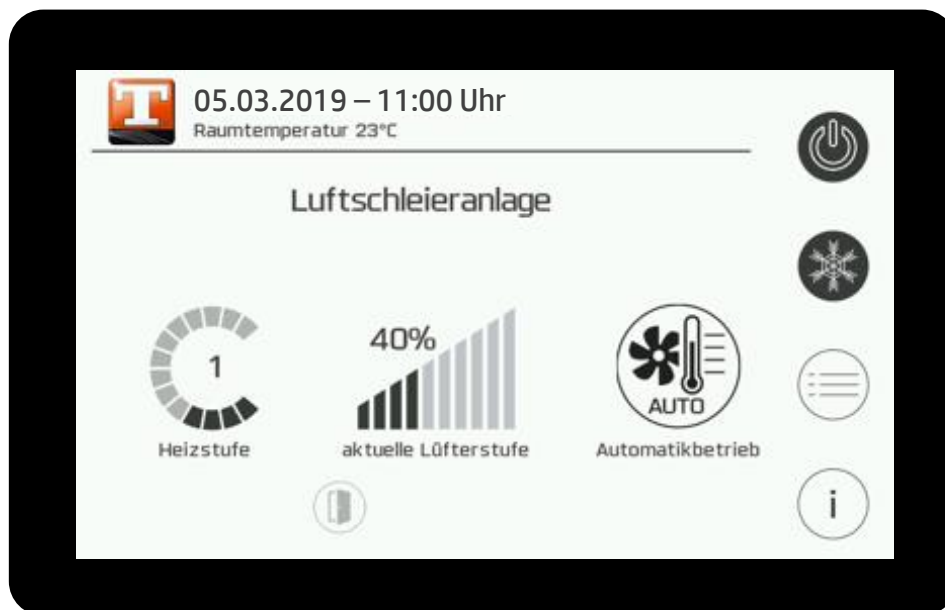 T
05.03.2019 – 11:00 Uhr
Raumtemperatur 23°C
Luftschleieranlage
1
40%
AUTO
Heizstufe
aktuelle Lüfterstufe
Automatikbetrieb
i